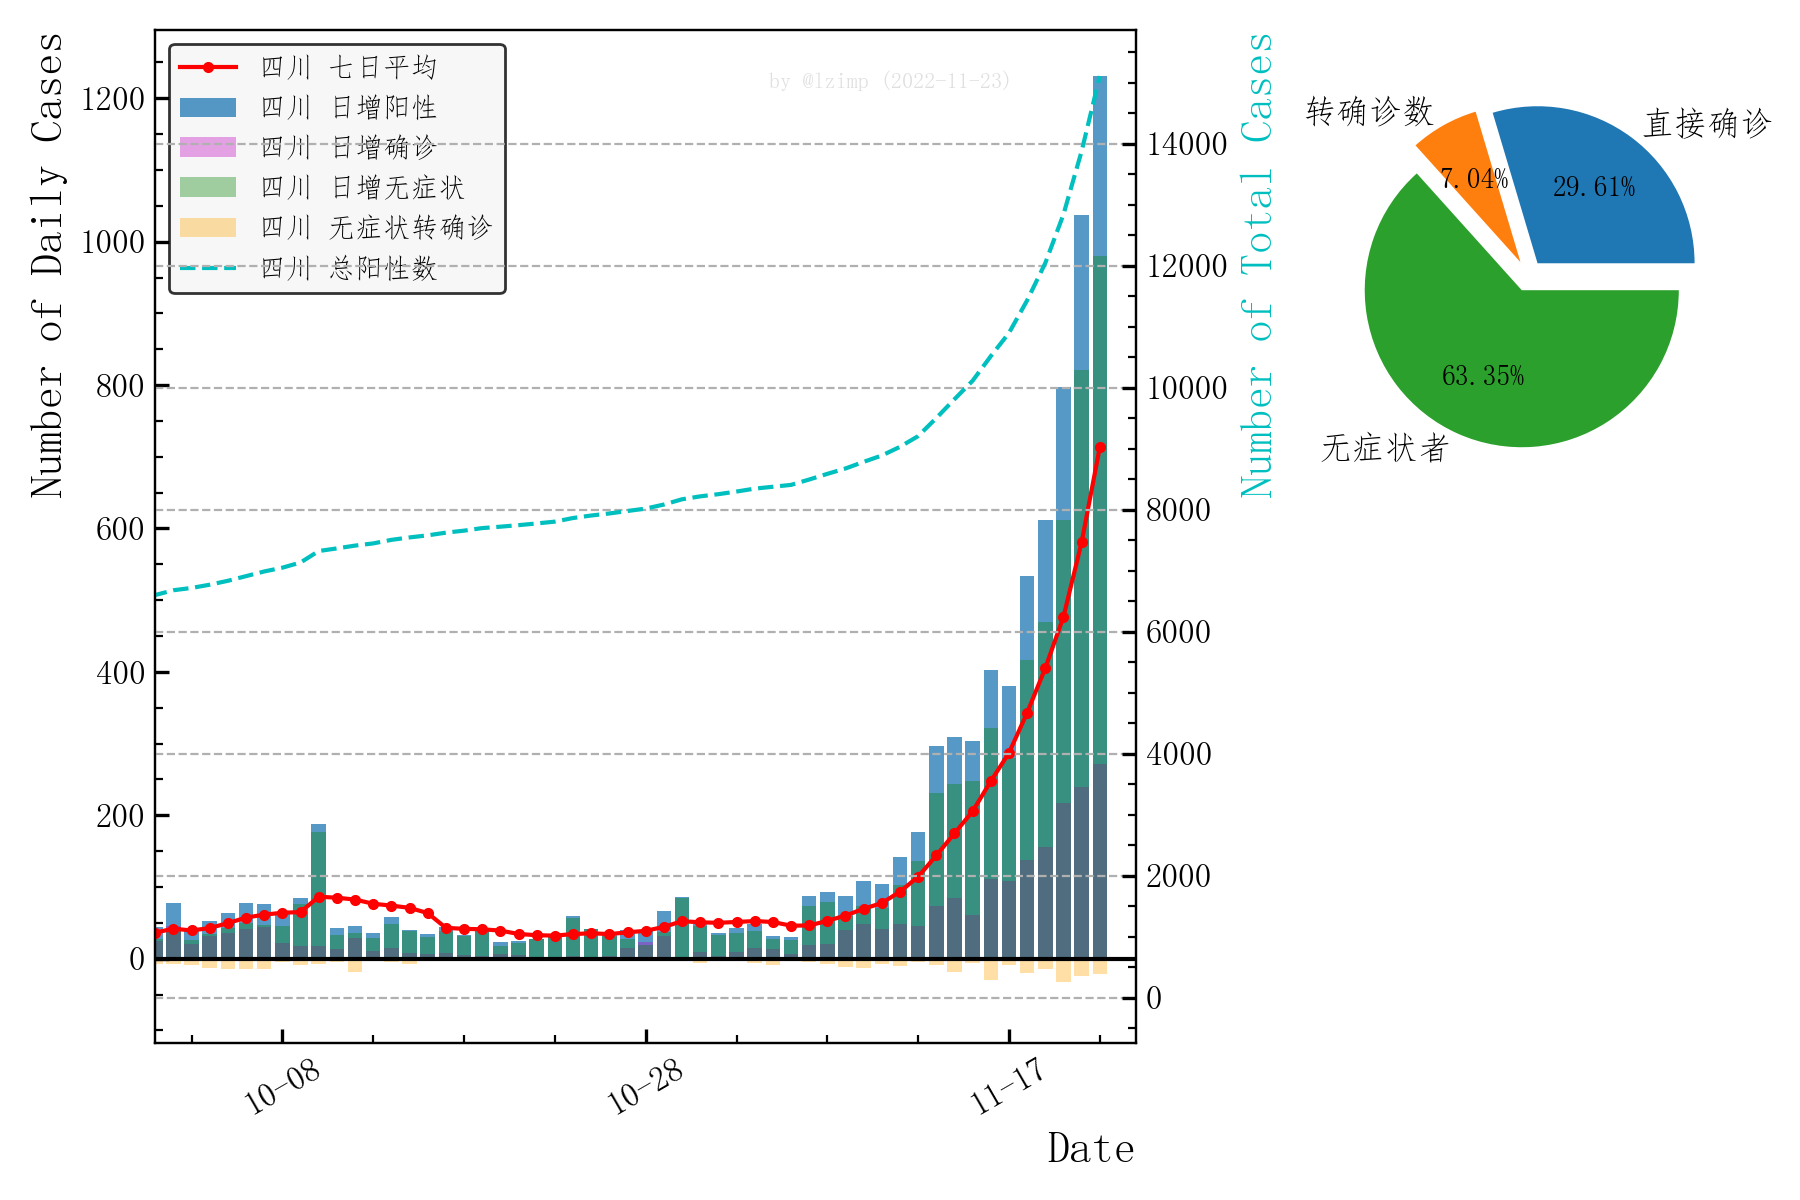 Number of Daily Cases
1200
1000
800
600
400
200
0
四川 七日平均
四川 日增阳性
四川 日增确诊
四川 日增无症状
四川 无症状转确诊
四川 总阳性数
by @lzimp (2022-11-23)
14000
12000
10000
8000
6000
4000
2000
0
Number of Total Cases
10-08
10-28
11-17
Date
转确诊数
直接确诊
7.04%
29.61%
63.35%
无症状者